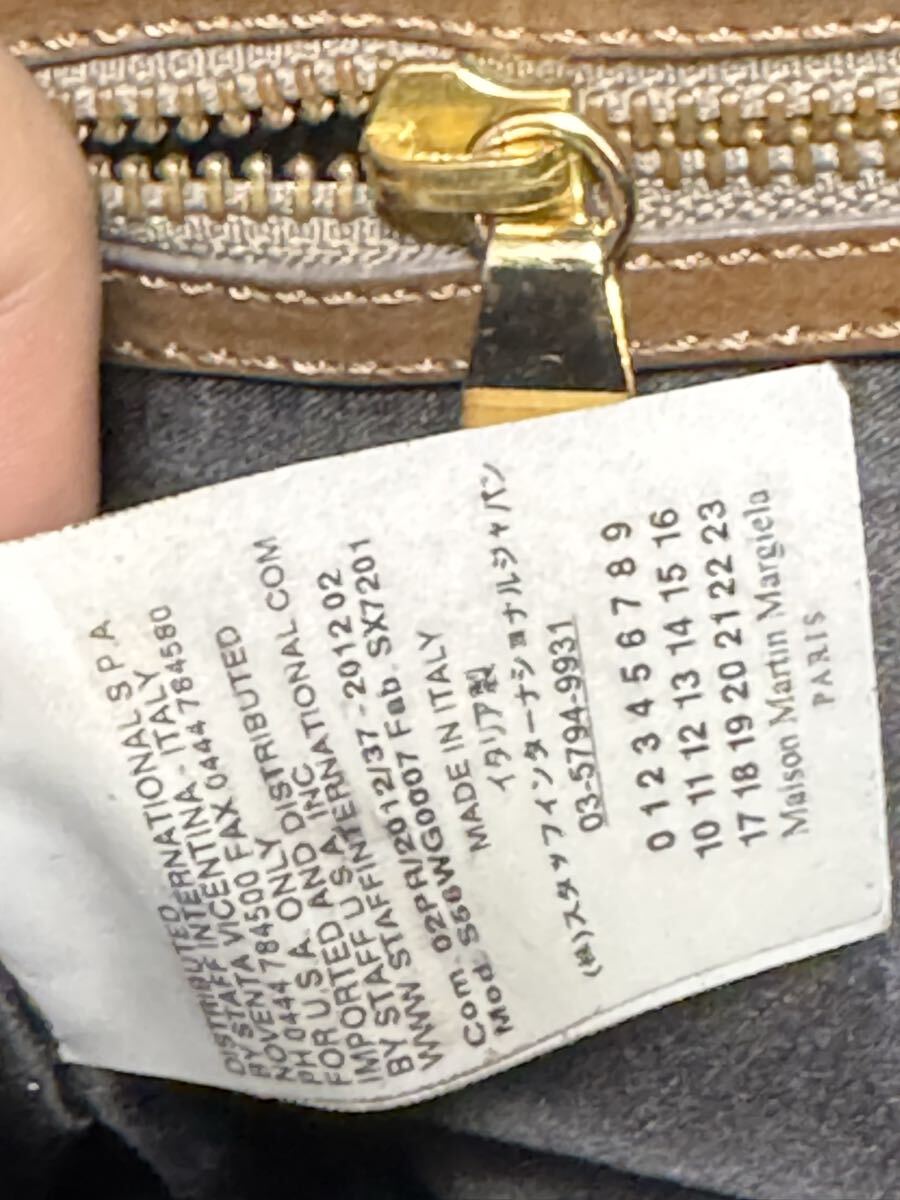 DISTRIBUTED
BY STAFF INTERNATIONAL S P A
NOVENTA VICENTINA - ITALY
PH 0444 784500 FAX 0444 784580
FOR U.S.A. ONLY
IMPORTED AND DISTRIBUTED
BY STAFF U S A INC
WWW STAFFINTERNATIONAL COM
Com. 02PR/2012/37 - 201202
Mod. S56WG0007 Fab. SX7201
MADE IN ITALY
イタリア製
(株)スタッフインターナショナルジャパン
03-5794-9931
0 1 2 3 4 5 6 7 8 9
10 11 12 13 14 15 16
17 18 19 20 21 22 23
Maison Martin Margiela
PARIS